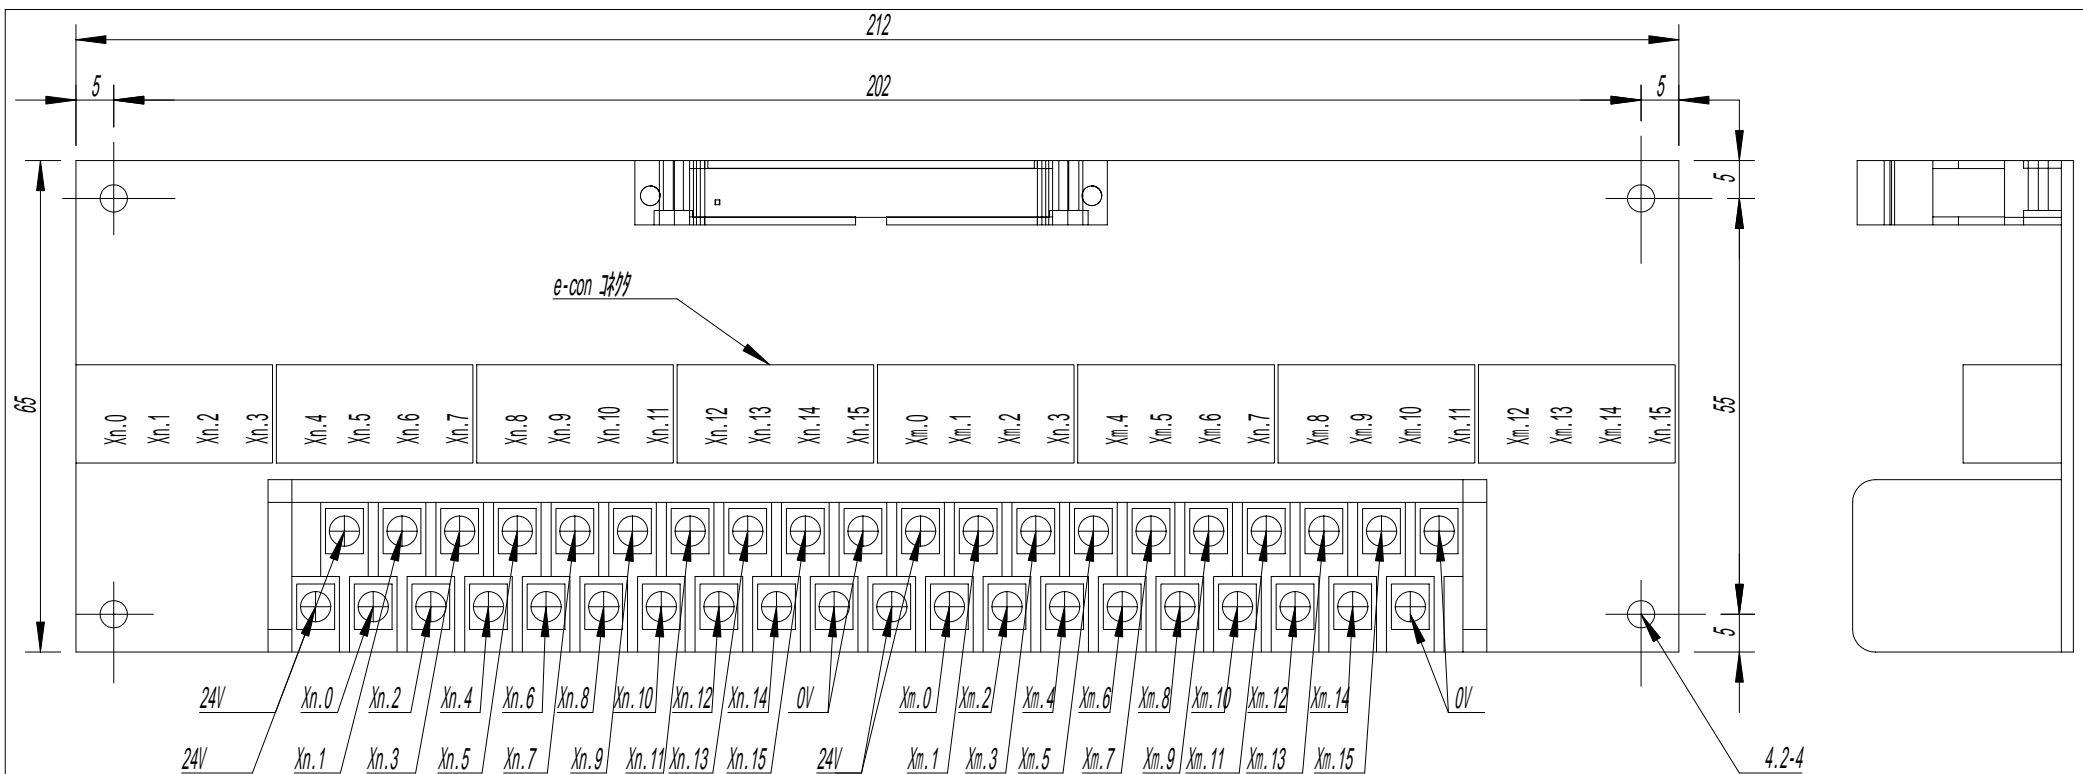 212
5 202 5
5
e-con コネクタ
65
55
Xn.0 Xn.1 Xn.2 Xn.3 Xn.4 Xn.5 Xn.6 Xn.7 Xn.8 Xn.9 Xn.10 Xn.11 Xn.12 Xn.13 Xn.14 Xn.15 Xm.0 Xm.1 Xm.2 Xn.3 Xm.4 Xm.5 Xm.6 Xn.7 Xm.8 Xm.9 Xm.10 Xn.11 Xm.12 Xm.13 Xm.14 Xn.15
5
24V Xn.0 Xn.2 Xn.4 Xn.6 Xn.8 Xn.10 Xn.12 Xn.14 0V Xm.0 Xm.2 Xm.4 Xm.6 Xm.8 Xm.10 Xm.12 Xm.14 0V
24V Xn.1 Xn.3 Xn.5 Xn.7 Xn.9 Xn.11 Xn.13 Xn.15 24V Xm.1 Xm.3 Xm.5 Xm.7 Xm.9 Xm.11 Xm.13 Xm.15 4.2-4